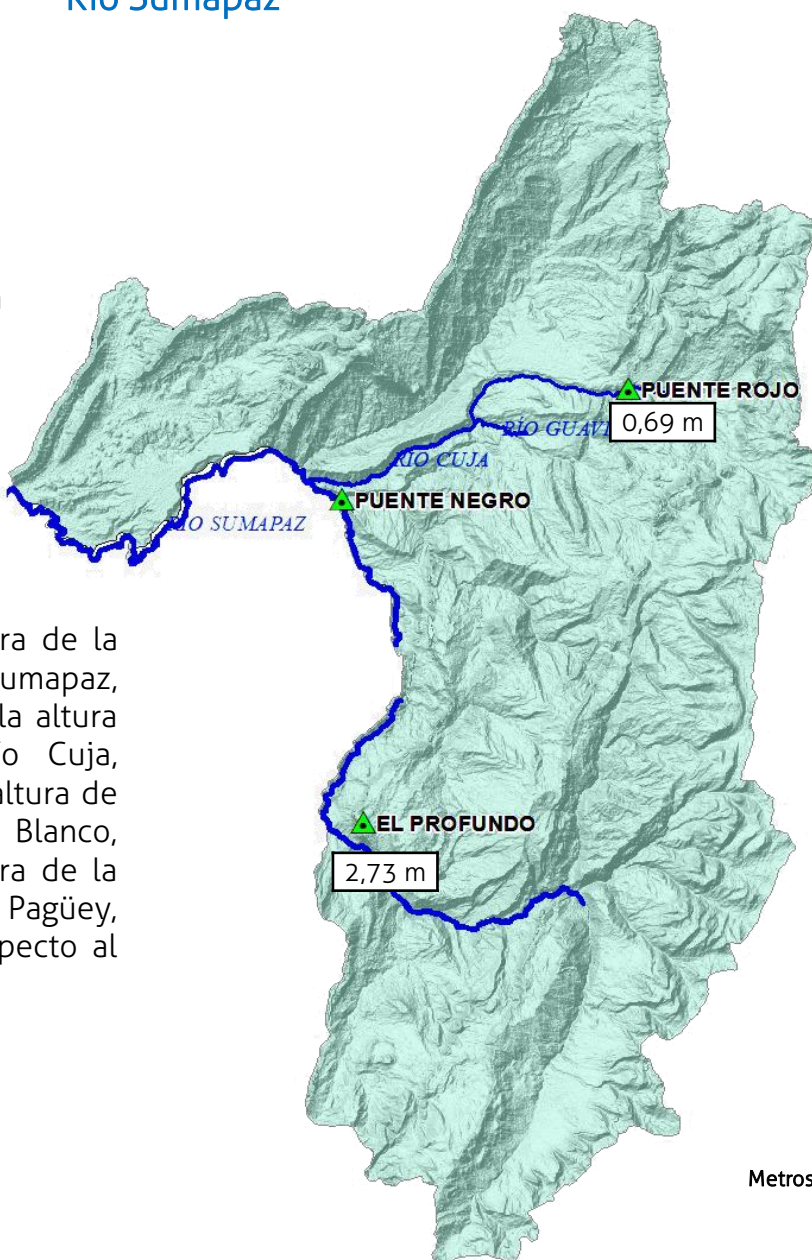 Río Sumapaz
PUENTE ROJO
0,69 m
RÍO
RÍO CUJA
PUENTE NEGRO
RÍO SUMAPAZ
ra de la
umapaz,
la altura
o Cuja,
altura de
Blanco,
ra de la
Pagüey,
pecto al
EL PROFUNDO
2,73 m
Metros